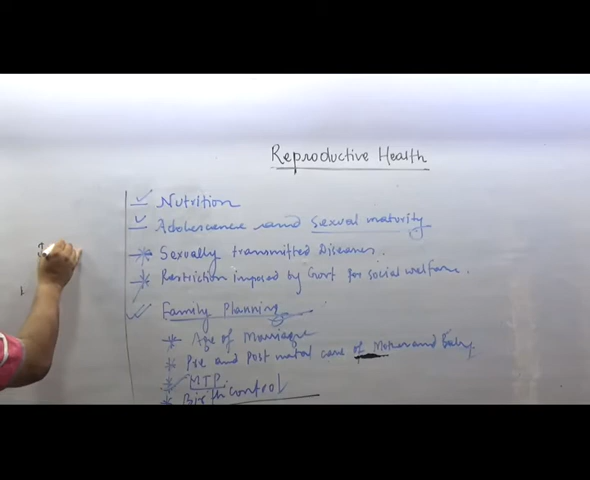 Reproductive Health
Nutrition
Adolescence and Sexual maturity
Sexually transmitted Diseases.
Restriction imposed by Govt for social welfare.
Family Planning
Age of Marriage
Pre and Post natal care of Mother and Baby
MTP.
Birth control